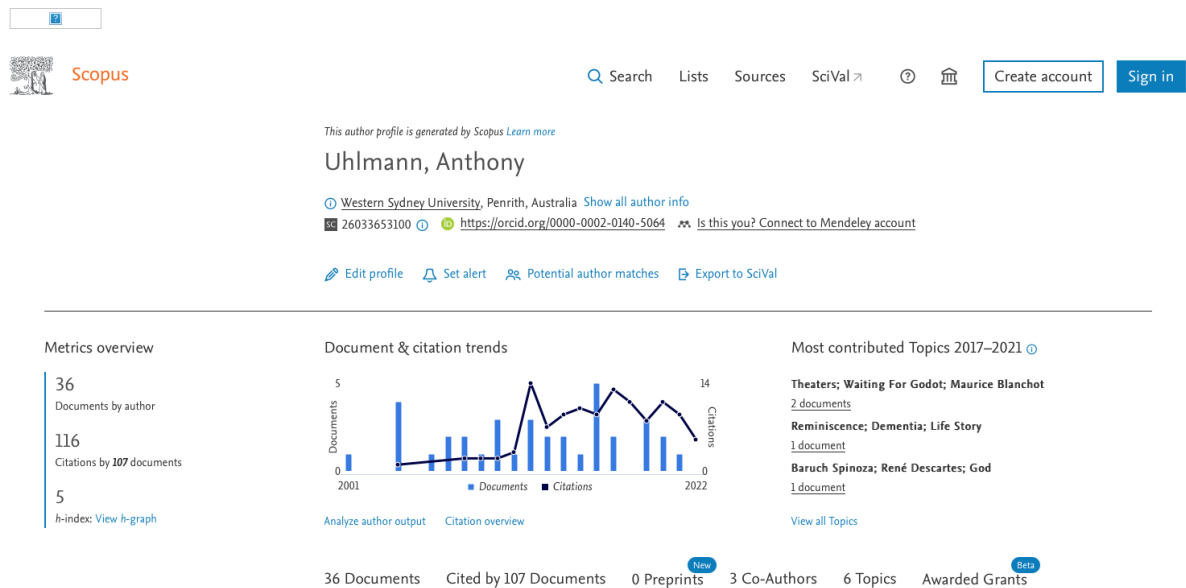 Scopus
Search Lists Sources SciVal Create account Sign in
This author profile is generated by Scopus Learn more
Uhlmann, Anthony
Western Sydney University, Penrith, Australia Show all author info
SC 26033653100 iD https://orcid.org/0000-0002-0140-5064 Is this you? Connect to Mendeley account
Edit profile Set alert Potential author matches Export to SciVal
Metrics overview
36
Documents by author
116
Citations by 107 documents
5
h-index: View h-graph
Document & citation trends
5
14
Documents
Citations
0
0
2001
2022
Documents Citations
Analyze author output Citation overview
Most contributed Topics 2017–2021
Theaters; Waiting For Godot; Maurice Blanchot
2 documents
Reminiscence; Dementia; Life Story
1 document
Baruch Spinoza; René Descartes; God
1 document
View all Topics
New
Beta
36 Documents Cited by 107 Documents 0 Preprints 3 Co-Authors 6 Topics Awarded Grants